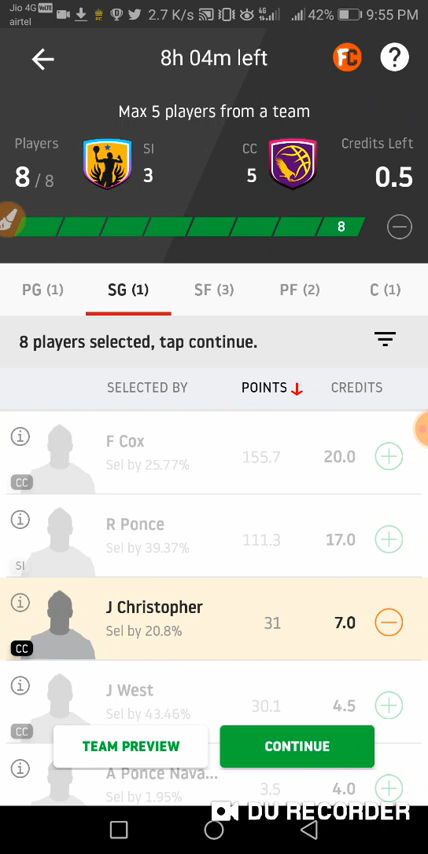 Jio 4G VoLTE 2.7 K/s 4G 42% 9:55 PM
airtel
8h 04m left FC ?
Max 5 players from a team
Players SI CC Credits Left
8 / 8 3 5 0.5
8
PG (1) SG (1) SF (3) PF (2) C (1)
8 players selected, tap continue.
SELECTED BY POINTS CREDITS
F Cox
Sel by 25.77% 155.7 20.0
CC
R Ponce
Sel by 39.37% 111.3 17.0
SI
J Christopher
Sel by 20.8% 31 7.0
CC
J West
Sel by 43.46% 30.1 4.5
CC
TEAM PREVIEW CONTINUE
A Ponce Nava...
Sel by 1.95% 3.5 4.0
DU RECORDER